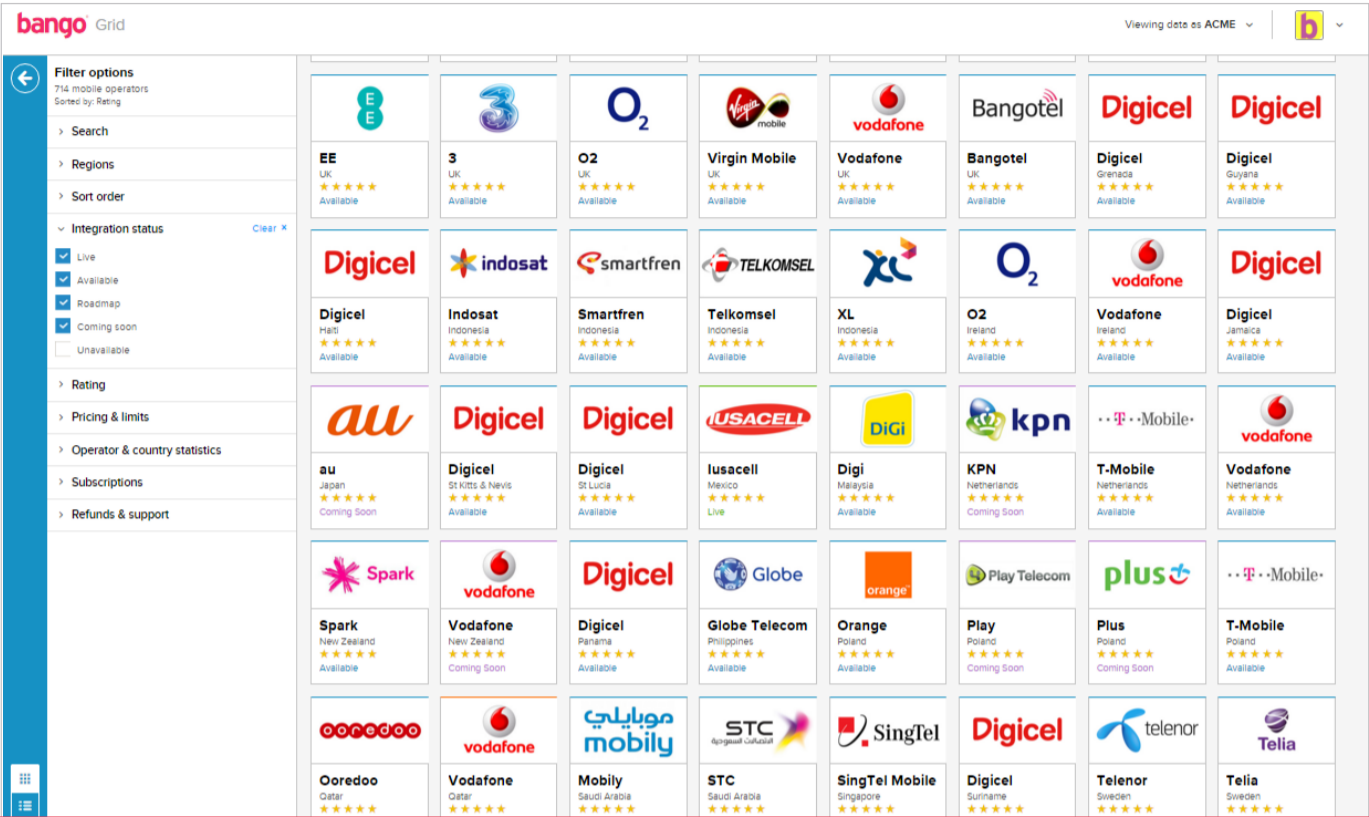 bango Grid
Viewing data as ACME
b
Filter options
714 mobile operators
Sorted by: Rating
Search
Regions
Sort order
Integration status Clear ×
Live
Available
Roadmap
Coming soon
Unavailable
Rating
Pricing & limits
Operator & country statistics
Subscriptions
Refunds & support
E E 3 O2 Virgin mobile vodafone Bangotel Digicel Digicel
EE 3 O2 Virgin Mobile Vodafone Bangotel Digicel Digicel
UK UK UK UK UK UK Grenada Guyana
Available Available Available Available Available Available Available Available
Digicel indosat smartfren TELKOMSEL XL O2 vodafone Digicel
Digicel Indosat Smartfren Telkomsel XL O2 Vodafone Digicel
Haiti Indonesia Indonesia Indonesia Indonesia Ireland Ireland Jamaica
Available Available Available Available Available Available Available Available
au Digicel Digicel IUSACELL DiGi kpn T-Mobile vodafone
au Digicel Digicel Iusacell Digi KPN T-Mobile Vodafone
Japan St Kitts & Nevis St Lucia Mexico Malaysia Netherlands Netherlands Netherlands
Coming Soon Available Available Live Available Coming Soon Available Available
Spark vodafone Digicel Globe orange Play Telecom plus T-Mobile
Spark Vodafone Digicel Globe Telecom Orange Play Plus T-Mobile
New Zealand New Zealand Panama Philippines Poland Poland Poland Poland
Available Coming Soon Available Available Available Coming Soon Coming Soon Available
ooredoo vodafone موبايلي mobily STC الاتصالات السعودية SingTel Digicel telenor Telia
Ooredoo Vodafone Mobily STC SingTel Mobile Digicel Telenor Telia
Qatar Qatar Saudi Arabia Saudi Arabia Singapore Suriname Sweden Sweden